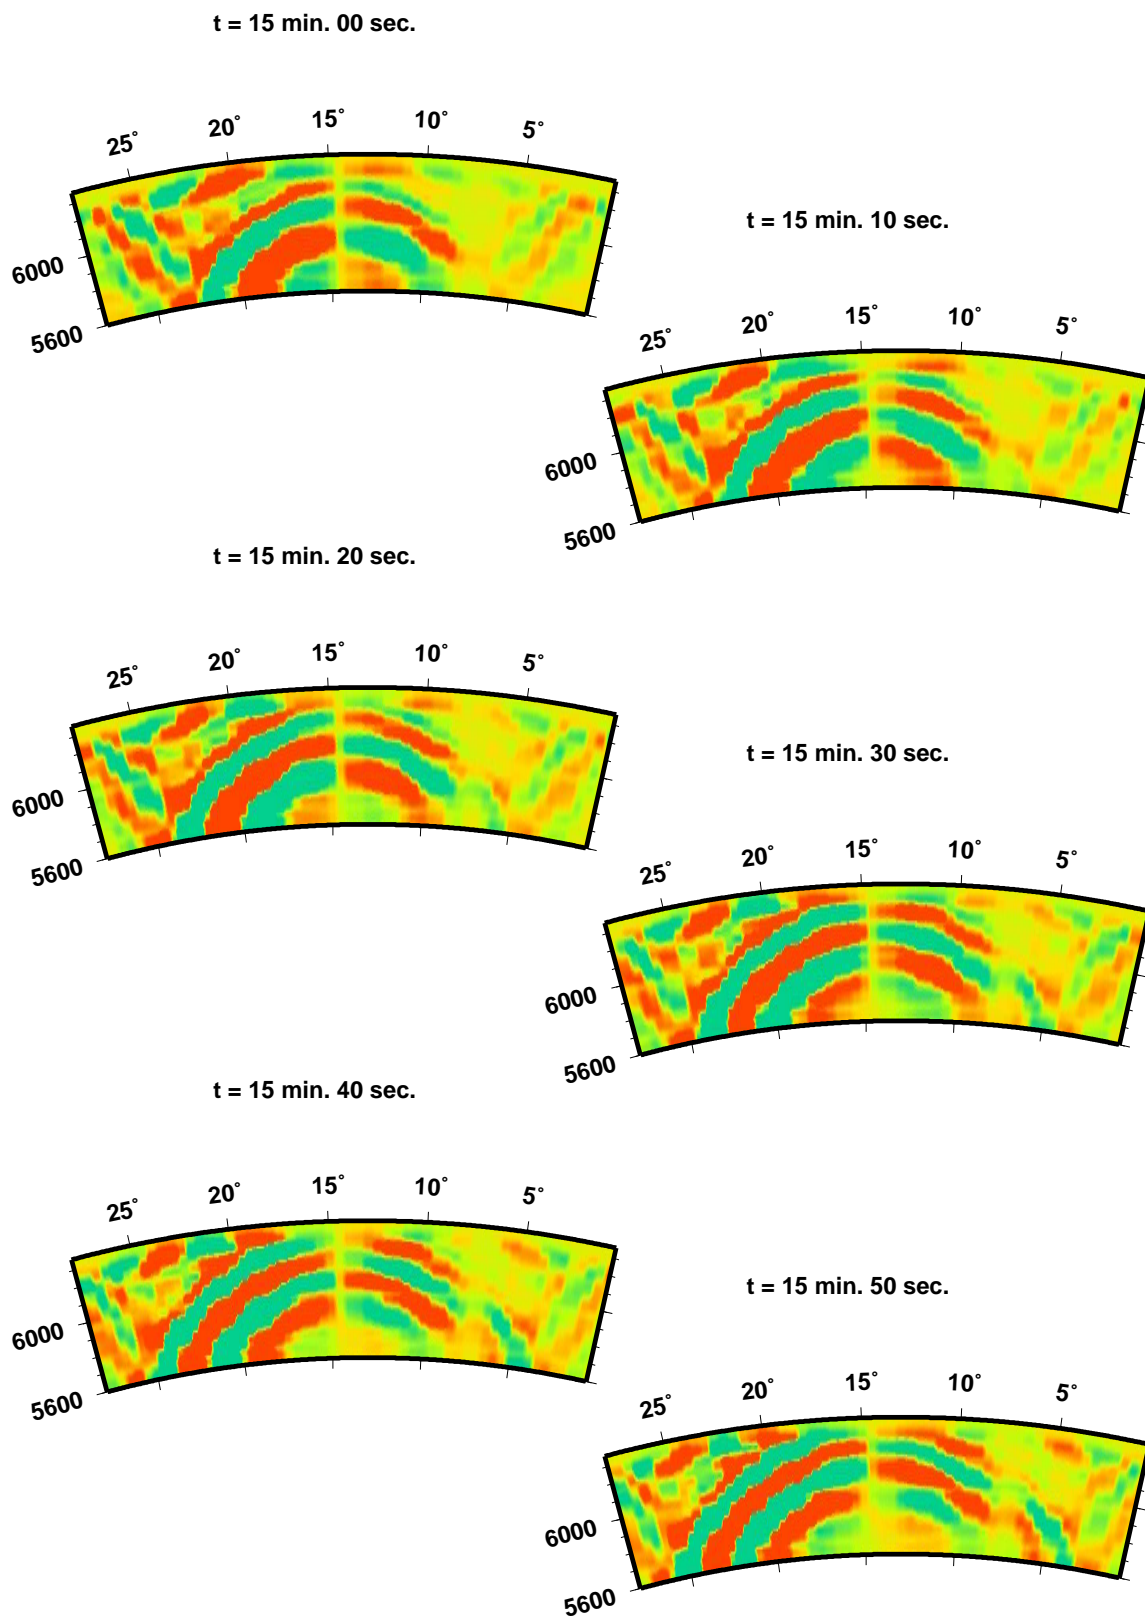 t = 15 min. 00 sec.
25° 20° 15° 10° 5°
6000
5600
t = 15 min. 10 sec.
25° 20° 15° 10° 5°
6000
5600
t = 15 min. 20 sec.
25° 20° 15° 10° 5°
6000
5600
t = 15 min. 30 sec.
25° 20° 15° 10° 5°
6000
5600
t = 15 min. 40 sec.
25° 20° 15° 10° 5°
6000
5600
t = 15 min. 50 sec.
25° 20° 15° 10° 5°
6000
5600